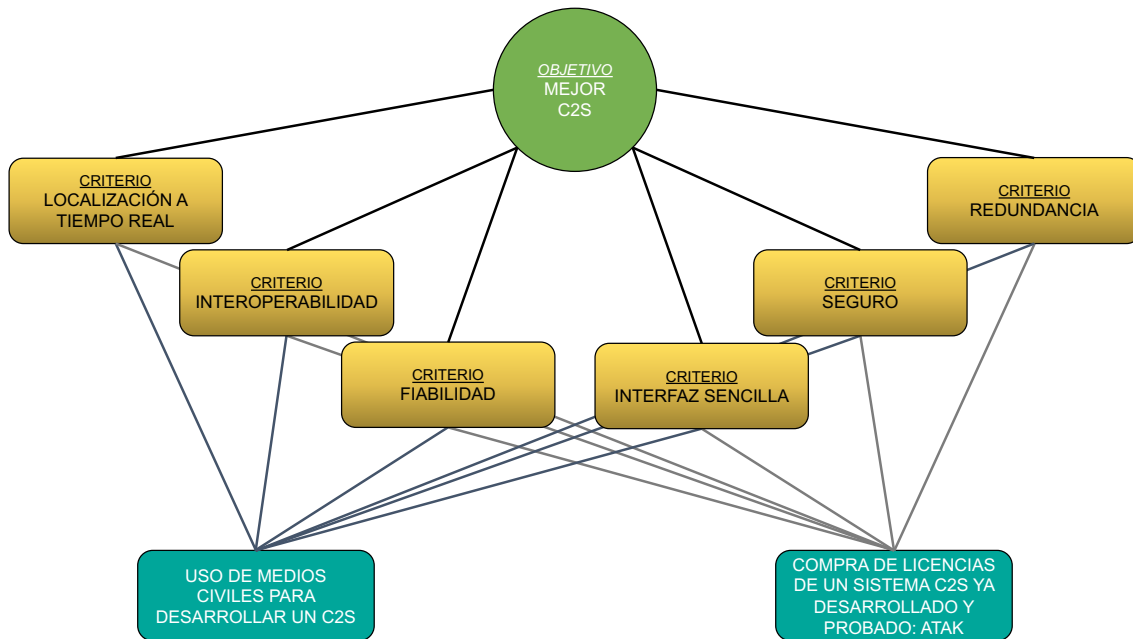 OBJETIVO
MEJOR
C2S
CRITERIO
LOCALIZACIÓN A
TIEMPO REAL
CRITERIO
REDUNDANCIA
CRITERIO
INTEROPERABILIDAD
CRITERIO
SEGURO
CRITERIO
FIABILIDAD
CRITERIO
INTERFAZ SENCILLA
USO DE MEDIOS
CIVILES PARA
DESARROLLAR UN C2S
COMPRA DE LICENCIAS
DE UN SISTEMA C2S YA
DESARROLLADO Y
PROBADO: ATAK